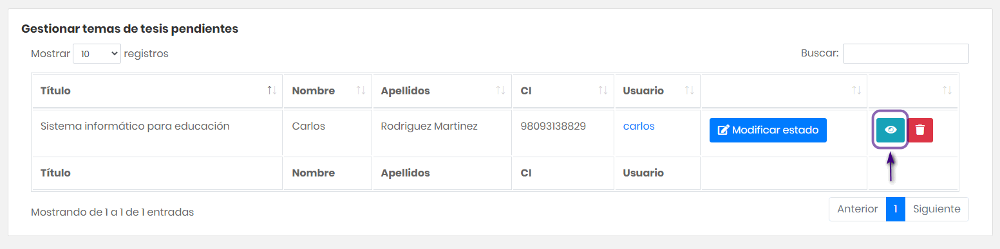 Gestionar temas de tesis pendientes
Mostrar 10 registros Buscar:
Título Nombre Apellidos CI Usuario
Sistema informático para educación Carlos Rodriguez Martinez 98093138829 carlos Modificar estado
Título Nombre Apellidos CI Usuario
Mostrando de 1 a 1 de 1 entradas Anterior 1 Siguiente